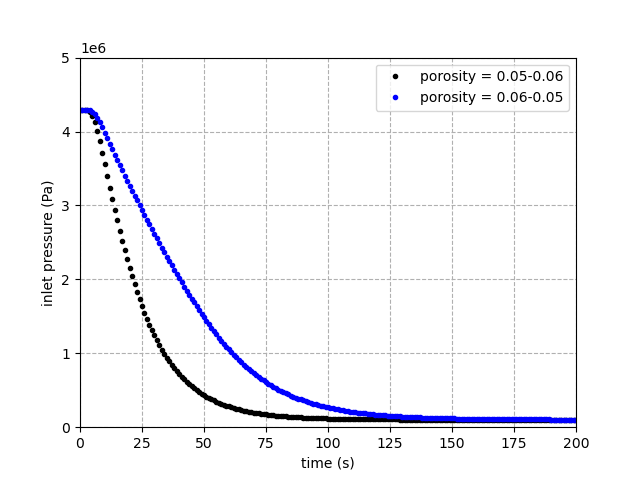 1e6
5
4
3
2
1
0
inlet pressure (Pa)
porosity = 0.05-0.06
porosity = 0.06-0.05
0 25 50 75 100 125 150 175 200
time (s)